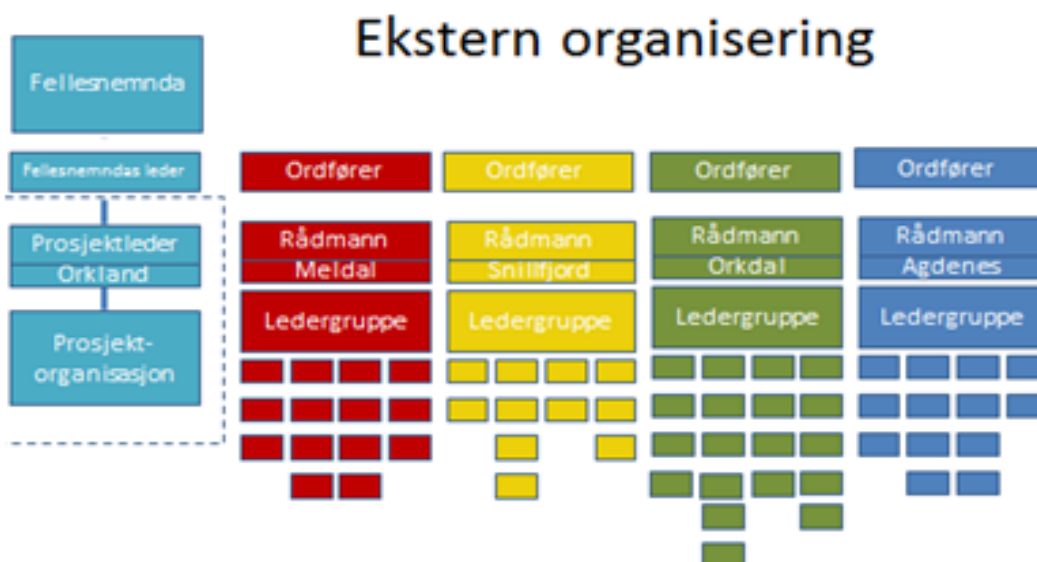 Ekstern organisering
Fellesnemnda
Fellesnemndas leder
Prosjektleder
Orkland
Prosjekt-
organisasjon
Ordfører
Rådmann
Meldal
Ledergruppe
Ordfører
Rådmann
Snillfjord
Ledergruppe
Ordfører
Rådmann
Orkdal
Ledergruppe
Ordfører
Rådmann
Agdenes
Ledergruppe